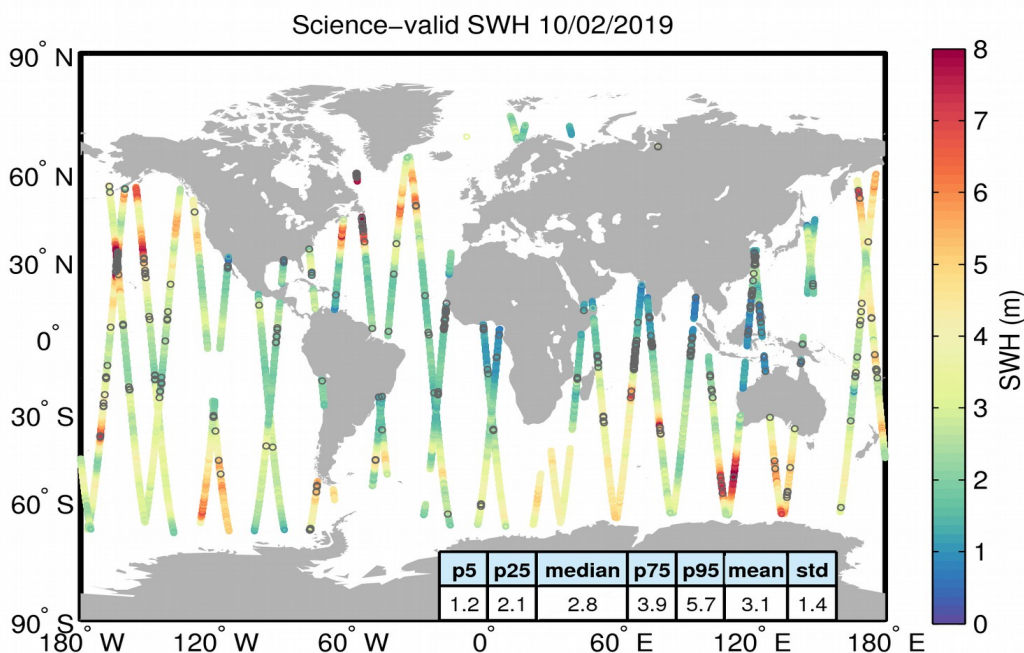 Science−valid SWH 10/02/2019
90° N
60° N
30° N
0°
30° S
60° S
90° S
180° W
120° W
60° W
0°
60° E
120° E
180° E
p5 p25 median p75 p95 mean std
1.2 2.1 2.8 3.9 5.7 3.1 1.4
8
7
6
5
4
3
2
1
0
SWH (m)